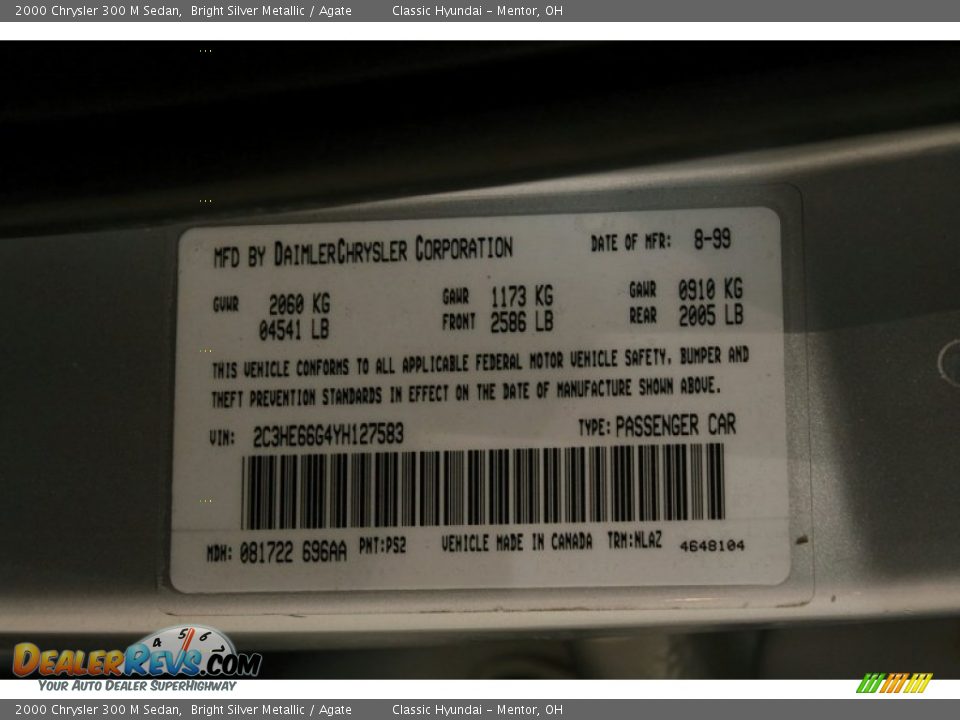 2000 Chrysler 300 M Sedan, Bright Silver Metallic / Agate Classic Hyundai - Mentor, OH
MFD BY DAIMLERCHRYSLER CORPORATION DATE OF MFR: 8-99
GVWR 2060 KG GAWR 1173 KG GAWR 0910 KG
04541 LB FRONT 2586 LB REAR 2005 LB
THIS VEHICLE CONFORMS TO ALL APPLICABLE FEDERAL MOTOR VEHICLE SAFETY, BUMPER AND
THEFT PREVENTION STANDARDS IN EFFECT ON THE DATE OF MANUFACTURE SHOWN ABOVE.
VIN: 2C3HE66G4YH127583 TYPE: PASSENGER CAR
MDH: 081722 696AA PNT:PS2 VEHICLE MADE IN CANADA TRM:NLAZ 4648104
4 5 6
DEALERREVS.COM
YOUR AUTO DEALER SUPERHIGHWAY
2000 Chrysler 300 M Sedan, Bright Silver Metallic / Agate Classic Hyundai - Mentor, OH